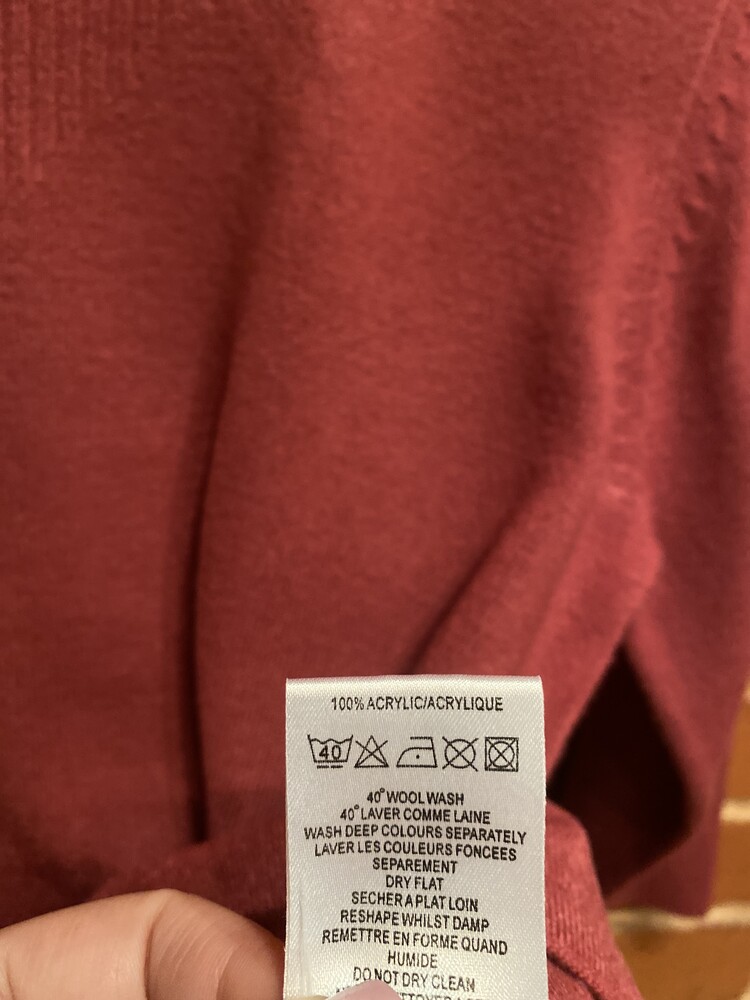 100% ACRYLIC/ACRYLIQUE
40
40° WOOL WASH
40° LAVER COMME LAINE
WASH DEEP COLOURS SEPARATELY
LAVER LES COULEURS FONCEES
SEPAREMENT
DRY FLAT
SECHER A PLAT LOIN
RESHAPE WHILST DAMP
REMETTRE EN FORME QUAND
HUMIDE
DO NOT DRY CLEAN